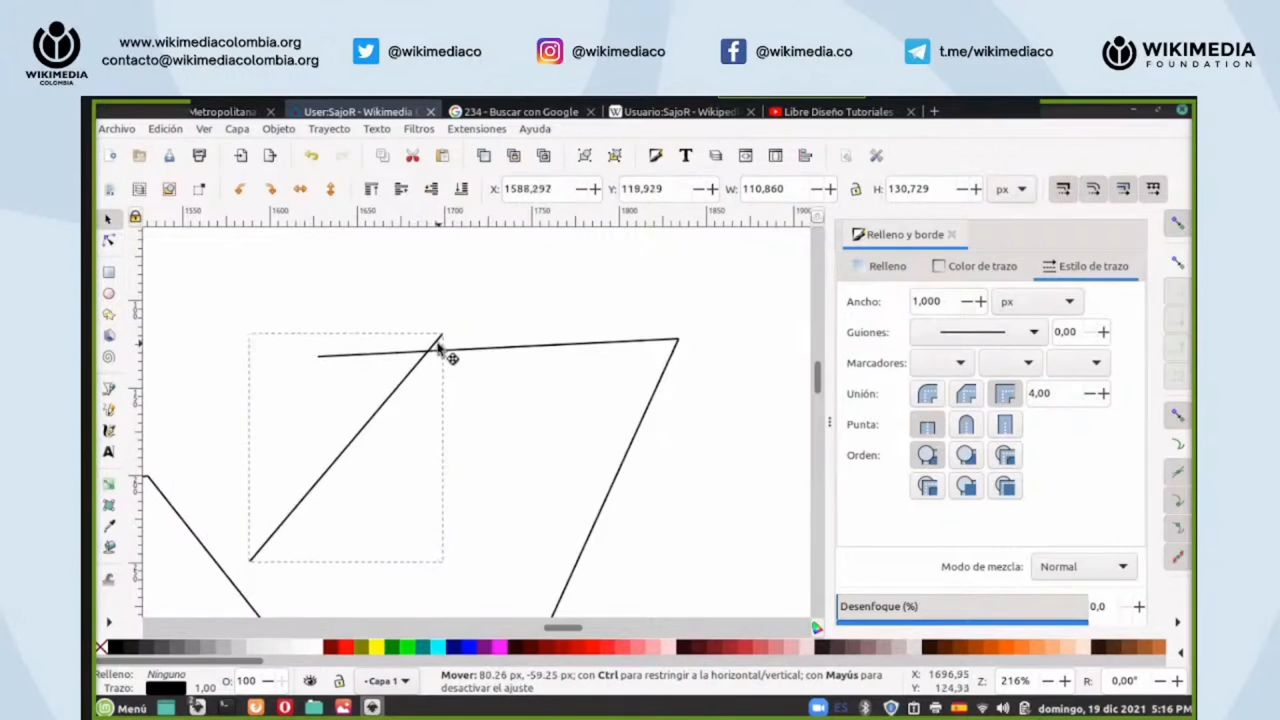 www.wikimediacolombia.org
contacto@wikimediacolombia.org
@wikimediaco
@wikimediaco
@wikimedia.co
t.me/wikimediaco
WIKIMEDIA
FOUNDATION
WIKIMEDIA
COLOMBIA
Metropolitana
User:SajoR - Wikimedia
234 - Buscar con Google
Usuario:SajoR - Wikiped
Libre Diseño Tutoriales
Archivo Edición Ver Capa Objeto Trayecto Texto Filtros Extensiones Ayuda
X: 1588,292 Y: 118,929 W: 110,860 H: 130,729 px
1550 1600 1650 1700 1750 1800 1850 1900
Relleno y borde
Relleno Color de trazo Estilo de trazo
Ancho: 1,000 px
Guiones: 0,00
Marcadores:
Unión: 4,00
Punta:
Orden:
Modo de mezcla: Normal
Desenfoque (%) 0,0
Relleno: Ninguno
Trazo: 1,00
O: 100
Capa 1
Mover: 80.26 px, -59.25 px; con Ctrl para restringir a la horizontal/vertical; con Mayús para
desactivar el ajuste
X: 1696,95
Y: 124,33
Z: 216%
R: 0,00°
Menú
ES
domingo, 19 dic 2021, 5:16 PM